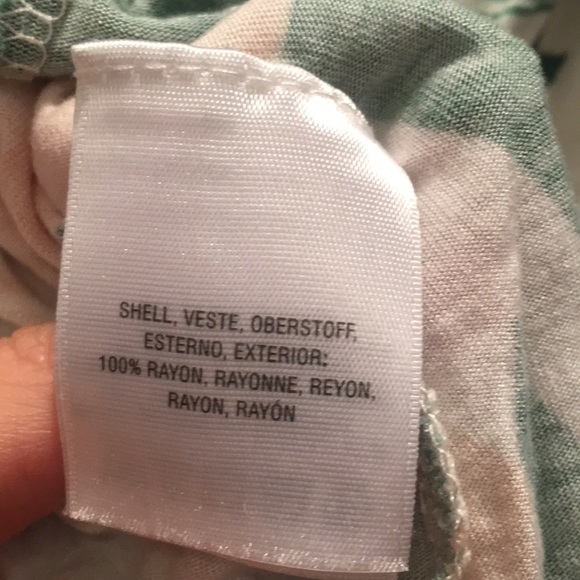 SHELL, VESTE, OBERSTOFF,
ESTERNO, EXTERIOR:
100% RAYON, RAYONNE, REYON,
RAYON, RAYÓN